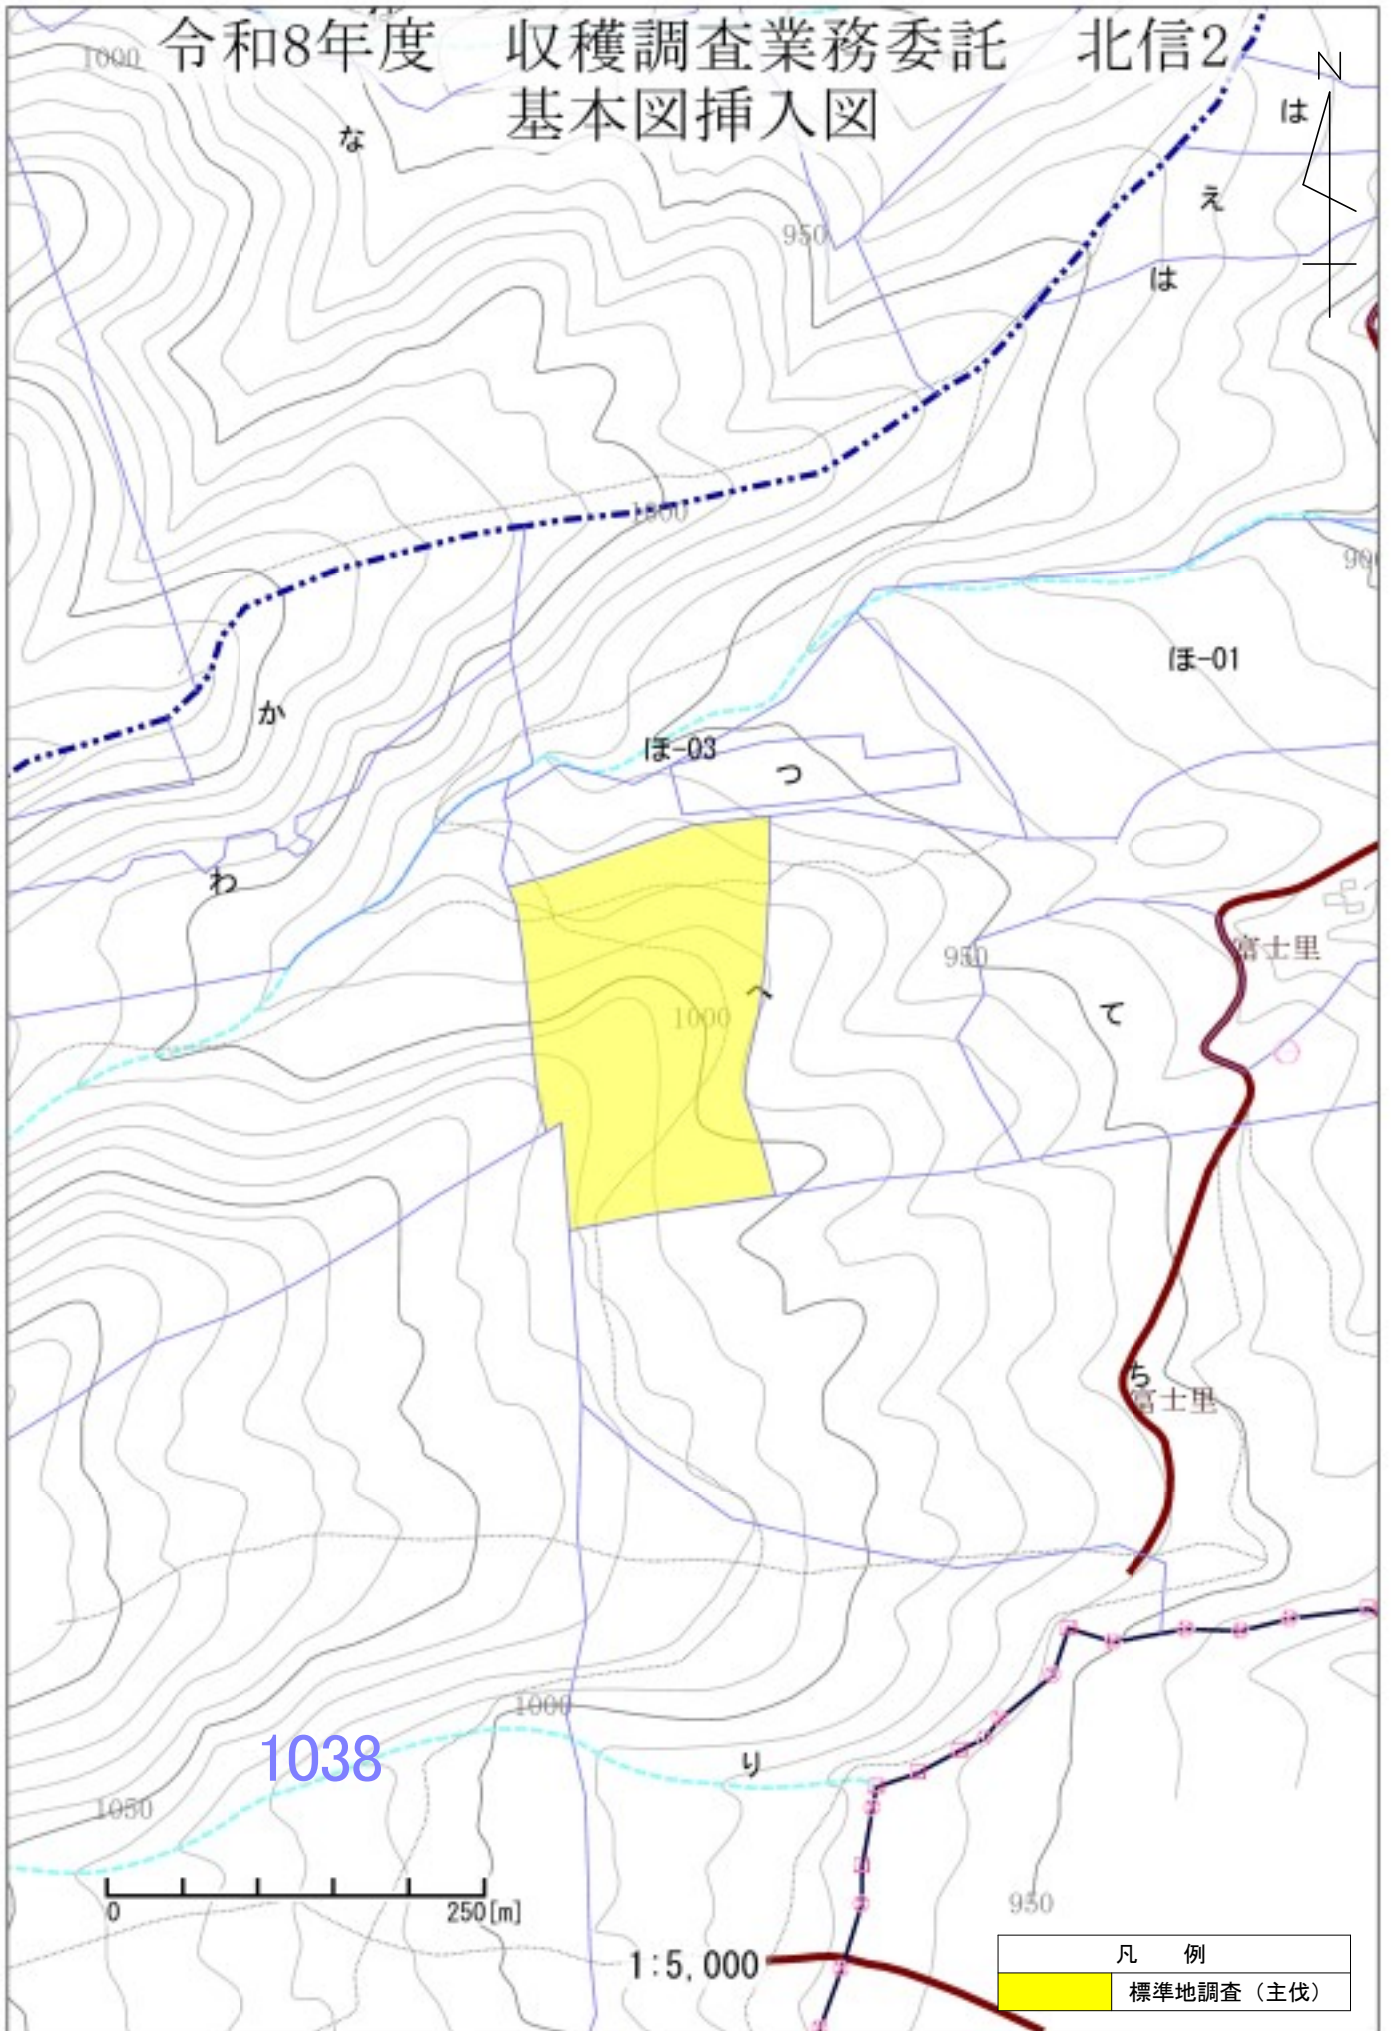 令和8年度　収穫調査業務委託　北信2
基本図挿入図
N
1000
な
は
え
は
950
1000
900
ほ-01
か
ほ-03
つ
わ
富士里
950
へ
1000
て
ち
富士里
1000
り
1038
1050
950
0 250[m]
1:5,000
凡　例
標準地調査（主伐）